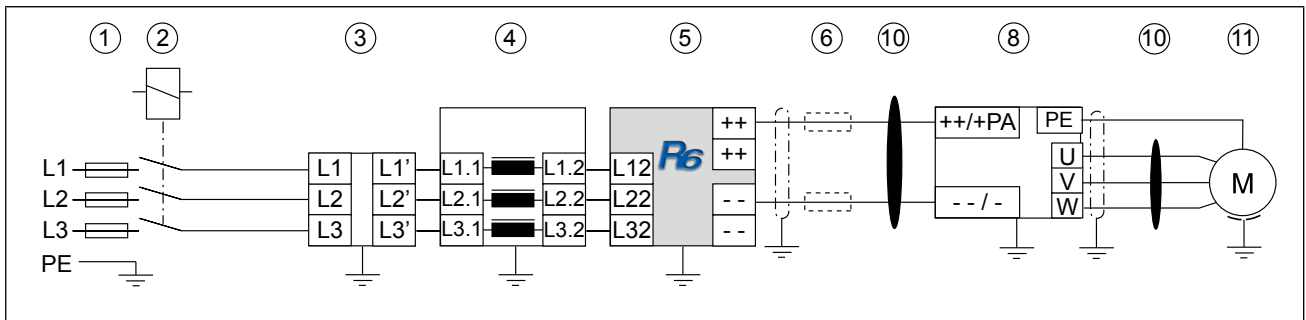 1 2 3 4 5 6 10 8 10 11
++ ++/+PA PE
++ U
L1 L1 L1' L1.1 L1.2 L12 R6 V M
L2 L2 L2' L2.1 L2.2 L22 -- --/- W
L3 L3 L3' L3.1 L3.2 L32 --
PE